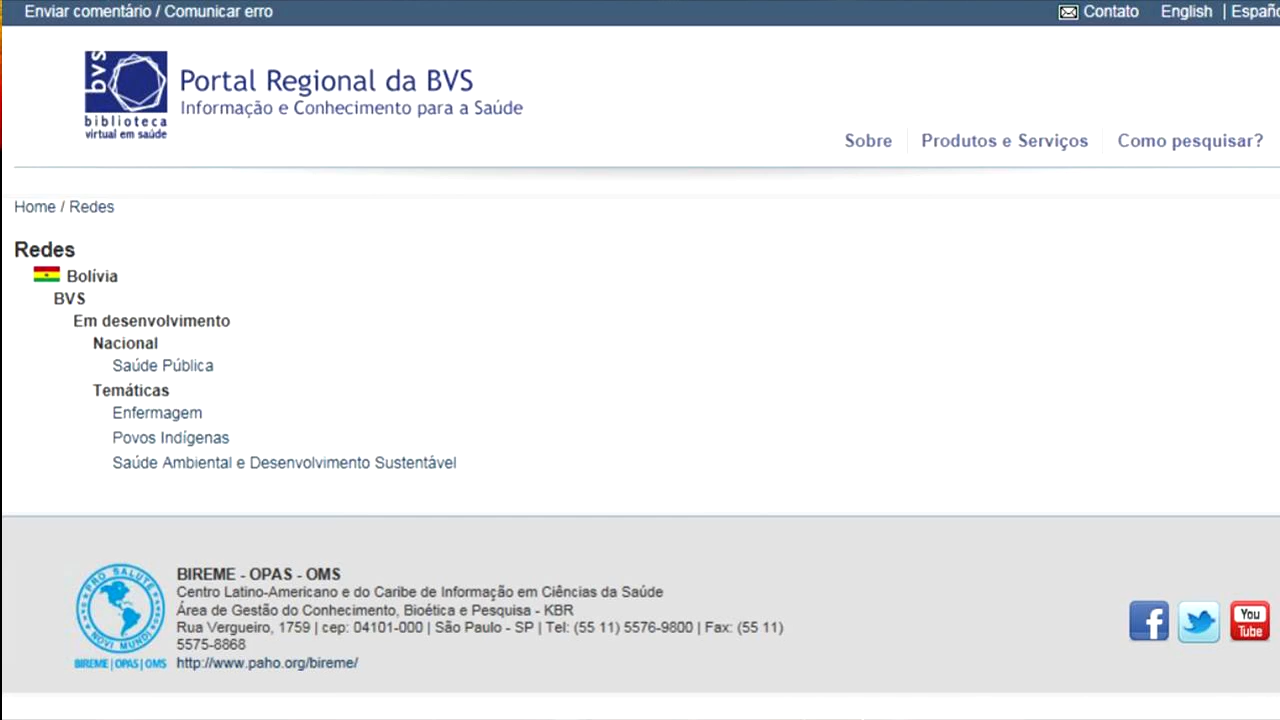 Enviar comentário / Comunicar erro
Contato English | Españo
bvs
biblioteca
virtual em saúde
Portal Regional da BVS
Informação e Conhecimento para a Saúde
Sobre Produtos e Serviços Como pesquisar?
Home / Redes
Redes
Bolívia
BVS
Em desenvolvimento
Nacional
Saúde Pública
Temáticas
Enfermagem
Povos Indígenas
Saúde Ambiental e Desenvolvimento Sustentável
PRO SALUTE
NOVI MUNDI
BIREME | OPAS | OMS
BIREME - OPAS - OMS
Centro Latino-Americano e do Caribe de Informação em Ciências da Saúde
Área de Gestão do Conhecimento, Bioética e Pesquisa - KBR
Rua Vergueiro, 1759 | cep: 04101-000 | São Paulo - SP | Tel: (55 11) 5576-9800 | Fax: (55 11)
5575-8868
http://www.paho.org/bireme/
You
Tube